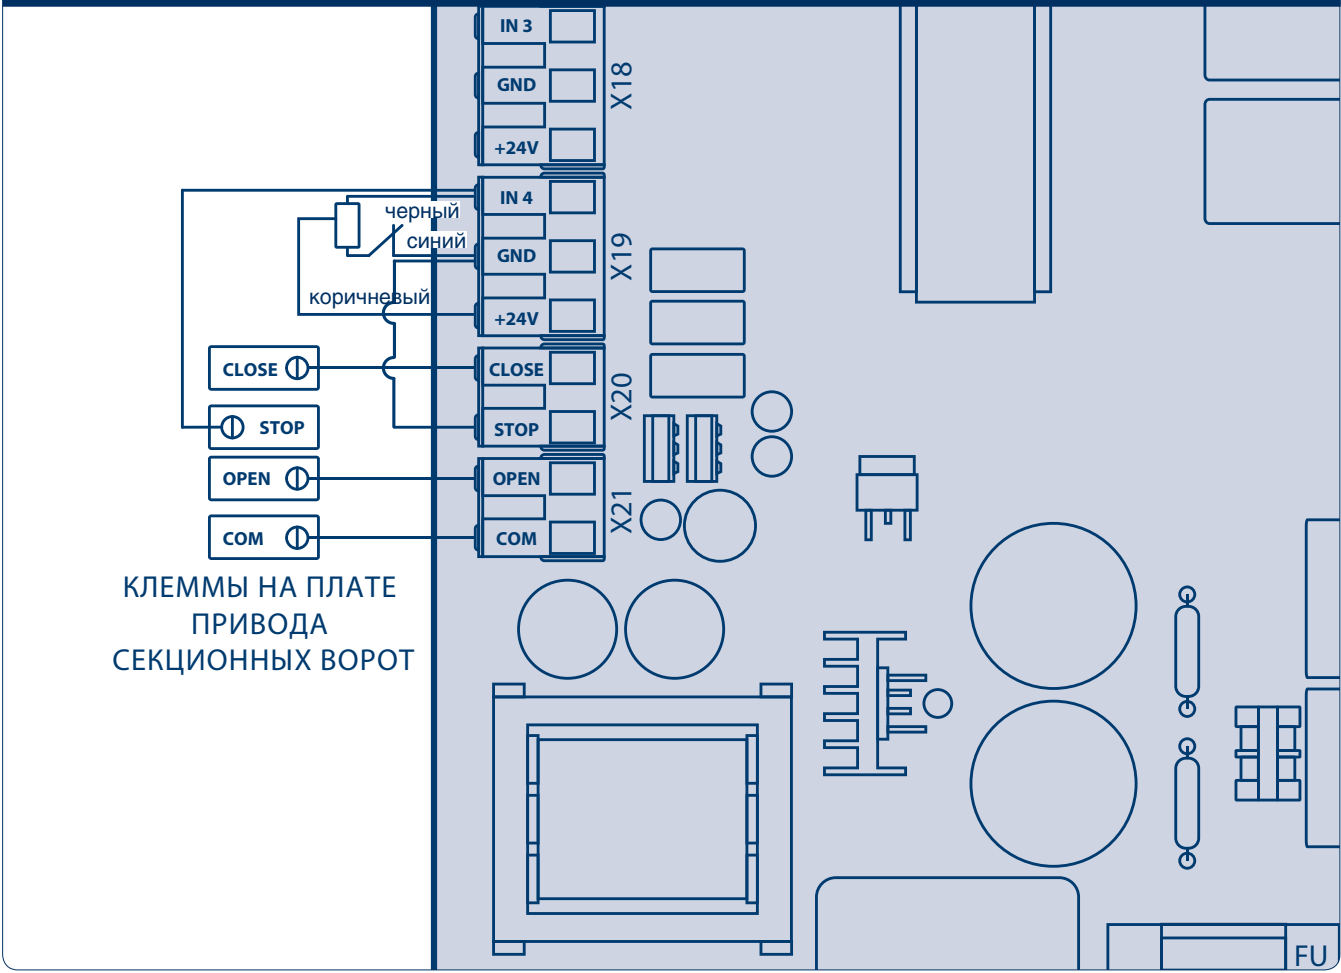 IN 3
GND
+24V
X18
IN 4
черный
синий
GND
X19
коричневый
+24V
CLOSE
CLOSE
X20
STOP
STOP
OPEN
OPEN
X21
COM
COM
КЛЕММЫ НА ПЛАТЕ
ПРИВОДА
СЕКЦИОННЫХ ВОРОТ
FU